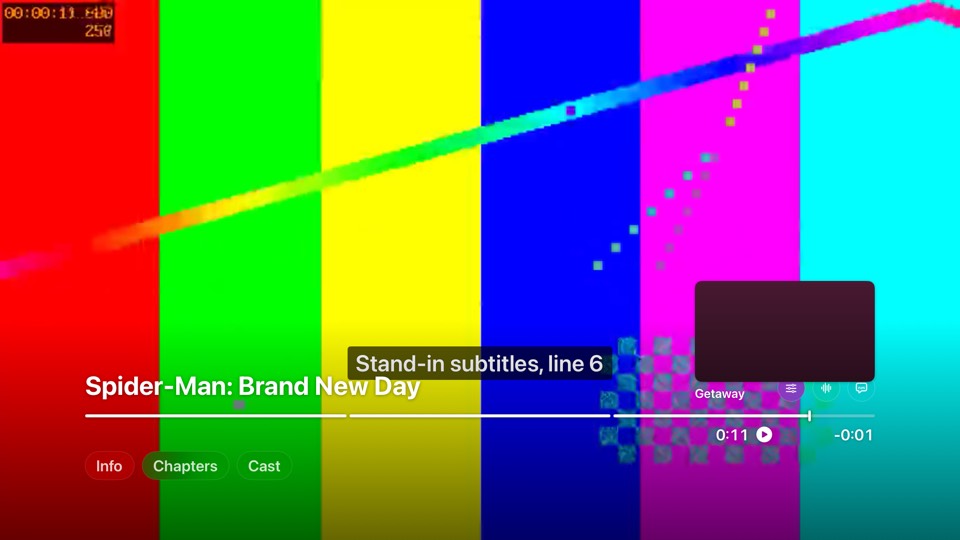 00:00:11
256
Stand-in subtitles, line 6
Spider-Man: Brand New Day
Getaway
0:11
-0:01
Info
Chapters
Cast